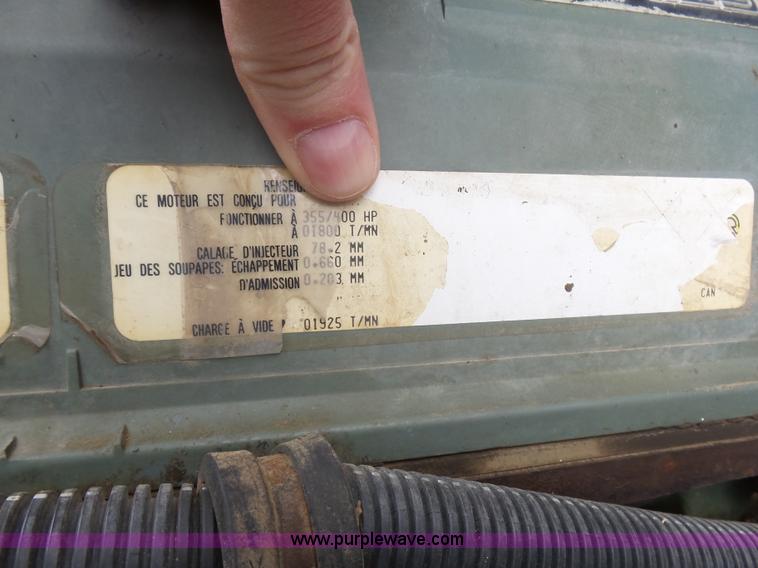 CE MOTEUR EST CONÇU POUR
FONCTIONNER À 355/400 HP
À 01800 T/MN
CALAGE D'INJECTEUR 78.2 MM
JEU DES SOUPAPES: ÉCHAPPEMENT 0.660 MM
D'ADMISSION 0.203 MM
CHARGE À VIDE 01925 T/MN
CAN
www.purplewave.com